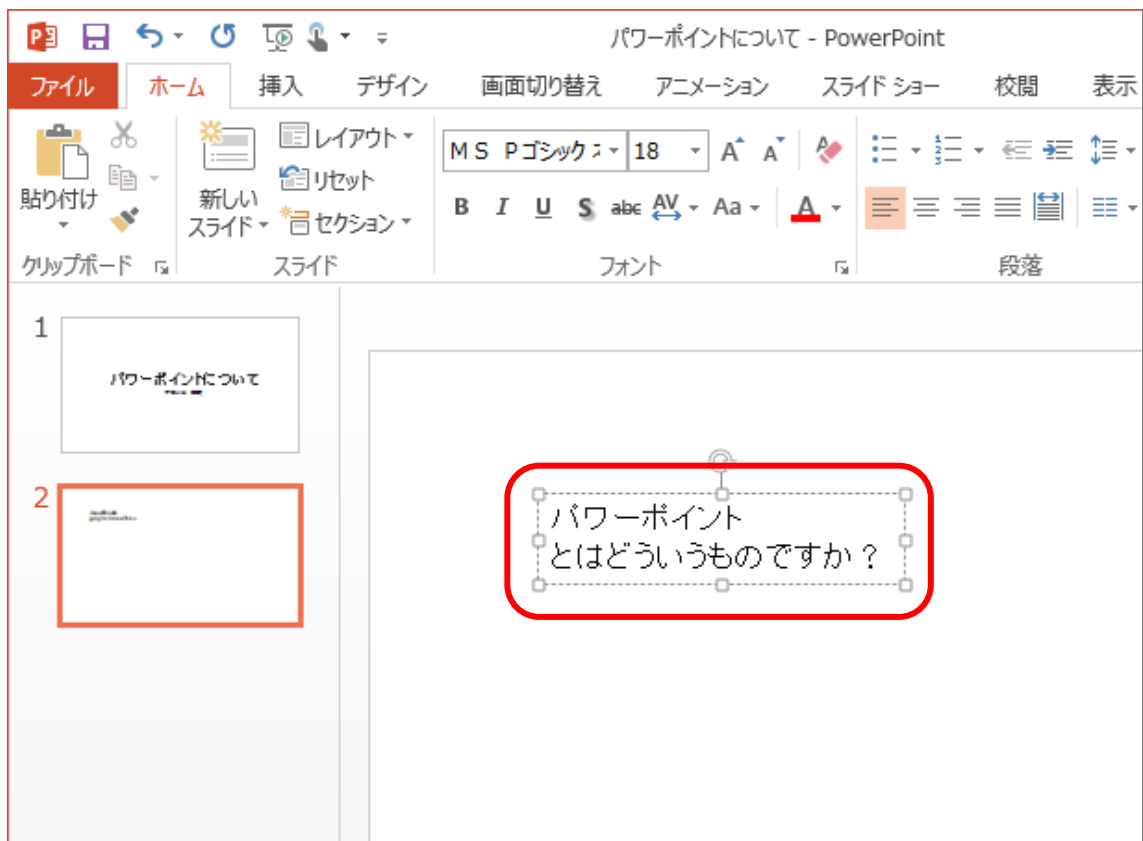 パワーポイントについて - PowerPoint
ファイル ホーム 挿入 デザイン 画面切り替え アニメーション スライド ショー 校閲 表示
貼り付け
クリップボード
新しい
スライド
レイアウト
リセット
セクション
スライド
ＭＳ Ｐゴシック 18
B I U S abc AV Aa A
フォント
段落
1
パワーポイントについて
2
パワーポイント
とはどういうものですか？